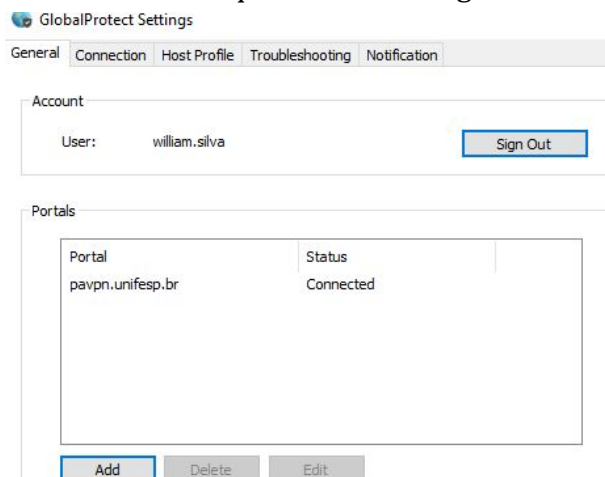 GlobalProtect Settings
General Connection Host Profile Troubleshooting Notification
Account
User: william.silva Sign Out
Portals
Portal Status
pavpn.unifesp.br Connected
Add Delete Edit